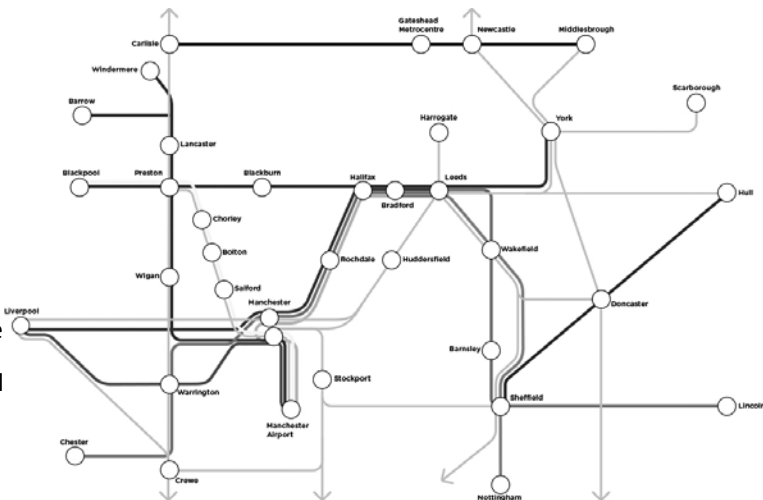 Gateshead
Metrocentre
Newcastle
Middlesbrough
Carlisle
Windermere
Scarborough
Barrow
Harrogate
York
Lancaster
Blackpool
Preston
Blackburn
Halifax
Leeds
Bradford
Hull
Chorley
Bolton
Rochdale
Huddersfield
Wakefield
Wigan
Salford
Manchester
Doncaster
Liverpool
Barnsley
Stockport
Warrington
Sheffield
Lincoln
Manchester
Airport
Chester
Crewe
Nottingham